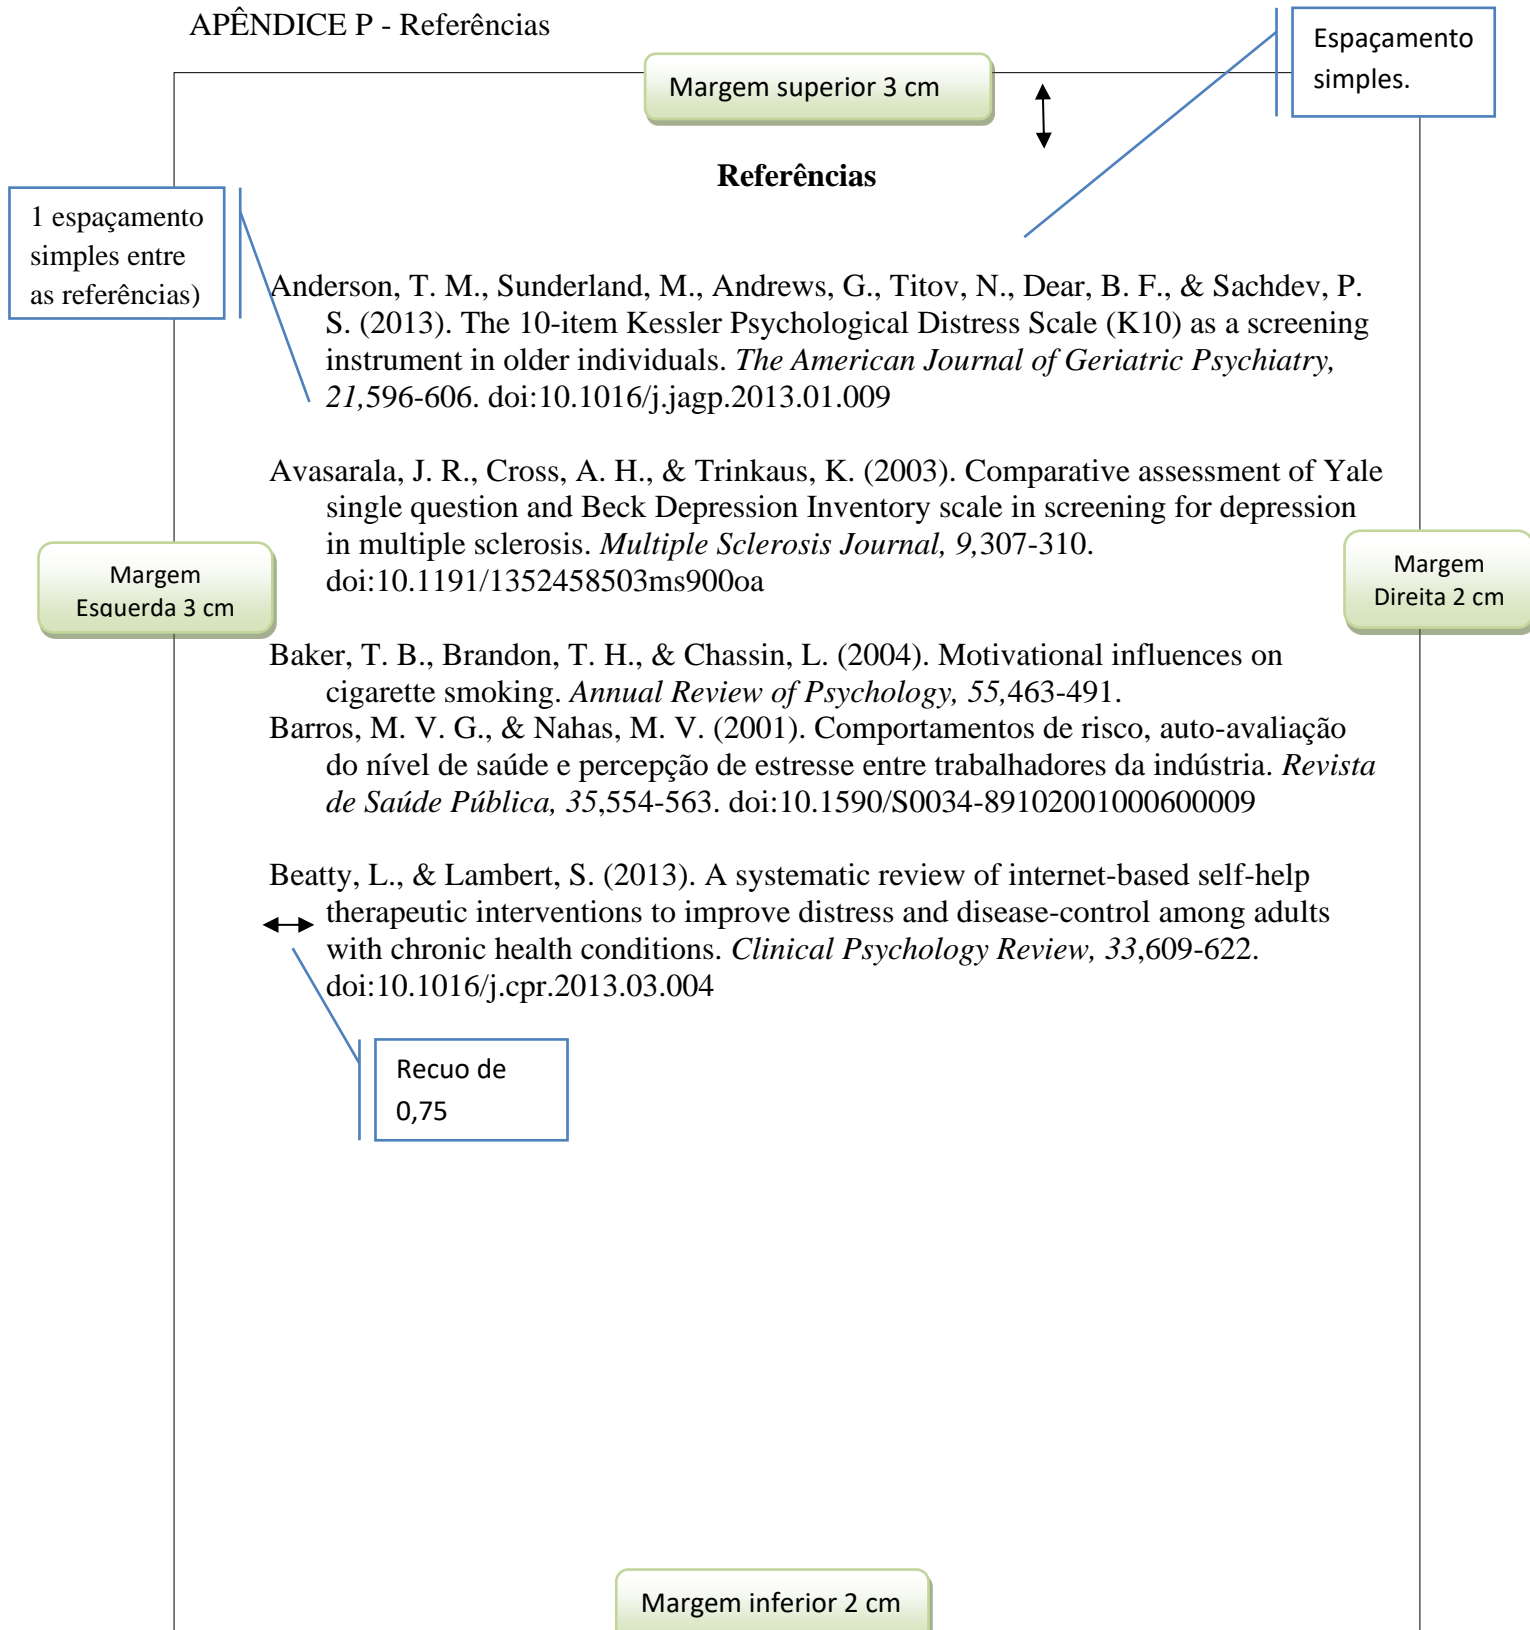 APÊNDICE P - Referências
Espaçamento
simples.
Margem superior 3 cm
Referências
1 espaçamento
simples entre
as referências)
Anderson, T. M., Sunderland, M., Andrews, G., Titov, N., Dear, B. F., & Sachdev, P.
S. (2013). The 10-item Kessler Psychological Distress Scale (K10) as a screening
instrument in older individuals. The American Journal of Geriatric Psychiatry,
21,596-606. doi:10.1016/j.jagp.2013.01.009
Avasarala, J. R., Cross, A. H., & Trinkaus, K. (2003). Comparative assessment of Yale
single question and Beck Depression Inventory scale in screening for depression
in multiple sclerosis. Multiple Sclerosis Journal, 9,307-310.
doi:10.1191/1352458503ms900oa
Margem
Esquerda 3 cm
Margem
Direita 2 cm
Baker, T. B., Brandon, T. H., & Chassin, L. (2004). Motivational influences on
cigarette smoking. Annual Review of Psychology, 55,463-491.
Barros, M. V. G., & Nahas, M. V. (2001). Comportamentos de risco, auto-avaliação
do nível de saúde e percepção de estresse entre trabalhadores da indústria. Revista
de Saúde Pública, 35,554-563. doi:10.1590/S0034-89102001000600009
Beatty, L., & Lambert, S. (2013). A systematic review of internet-based self-help
therapeutic interventions to improve distress and disease-control among adults
with chronic health conditions. Clinical Psychology Review, 33,609-622.
doi:10.1016/j.cpr.2013.03.004
Recuo de
0,75
Margem inferior 2 cm